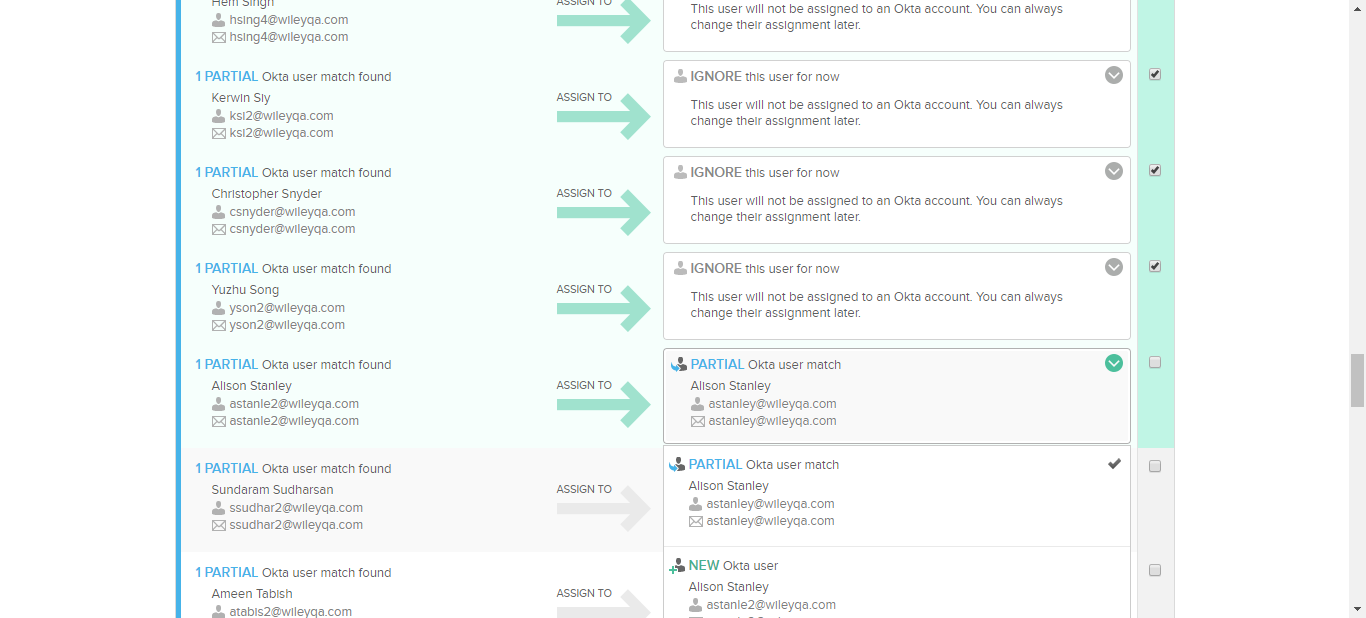 Hem Singh
hsing4@wileyqa.com
hsing4@wileyqa.com
ASSIGN TO
This user will not be assigned to an Okta account. You can always
change their assignment later.
1 PARTIAL Okta user match found
Kerwin Siy
ksi2@wileyqa.com
ksi2@wileyqa.com
ASSIGN TO
IGNORE this user for now
This user will not be assigned to an Okta account. You can always
change their assignment later.
1 PARTIAL Okta user match found
Christopher Snyder
csnyder@wileyqa.com
csnyder@wileyqa.com
ASSIGN TO
IGNORE this user for now
This user will not be assigned to an Okta account. You can always
change their assignment later.
1 PARTIAL Okta user match found
Yuzhu Song
yson2@wileyqa.com
yson2@wileyqa.com
ASSIGN TO
IGNORE this user for now
This user will not be assigned to an Okta account. You can always
change their assignment later.
1 PARTIAL Okta user match found
Alison Stanley
astanle2@wileyqa.com
astanle2@wileyqa.com
ASSIGN TO
PARTIAL Okta user match
Alison Stanley
astanley@wileyqa.com
astanley@wileyqa.com
1 PARTIAL Okta user match found
Sundaram Sudharsan
ssudhar2@wileyqa.com
ssudhar2@wileyqa.com
ASSIGN TO
PARTIAL Okta user match
Alison Stanley
astanley@wileyqa.com
astanley@wileyqa.com
1 PARTIAL Okta user match found
Ameen Tabish
atabis2@wileyqa.com
ASSIGN TO
NEW Okta user
Alison Stanley
astanle2@wileyqa.com